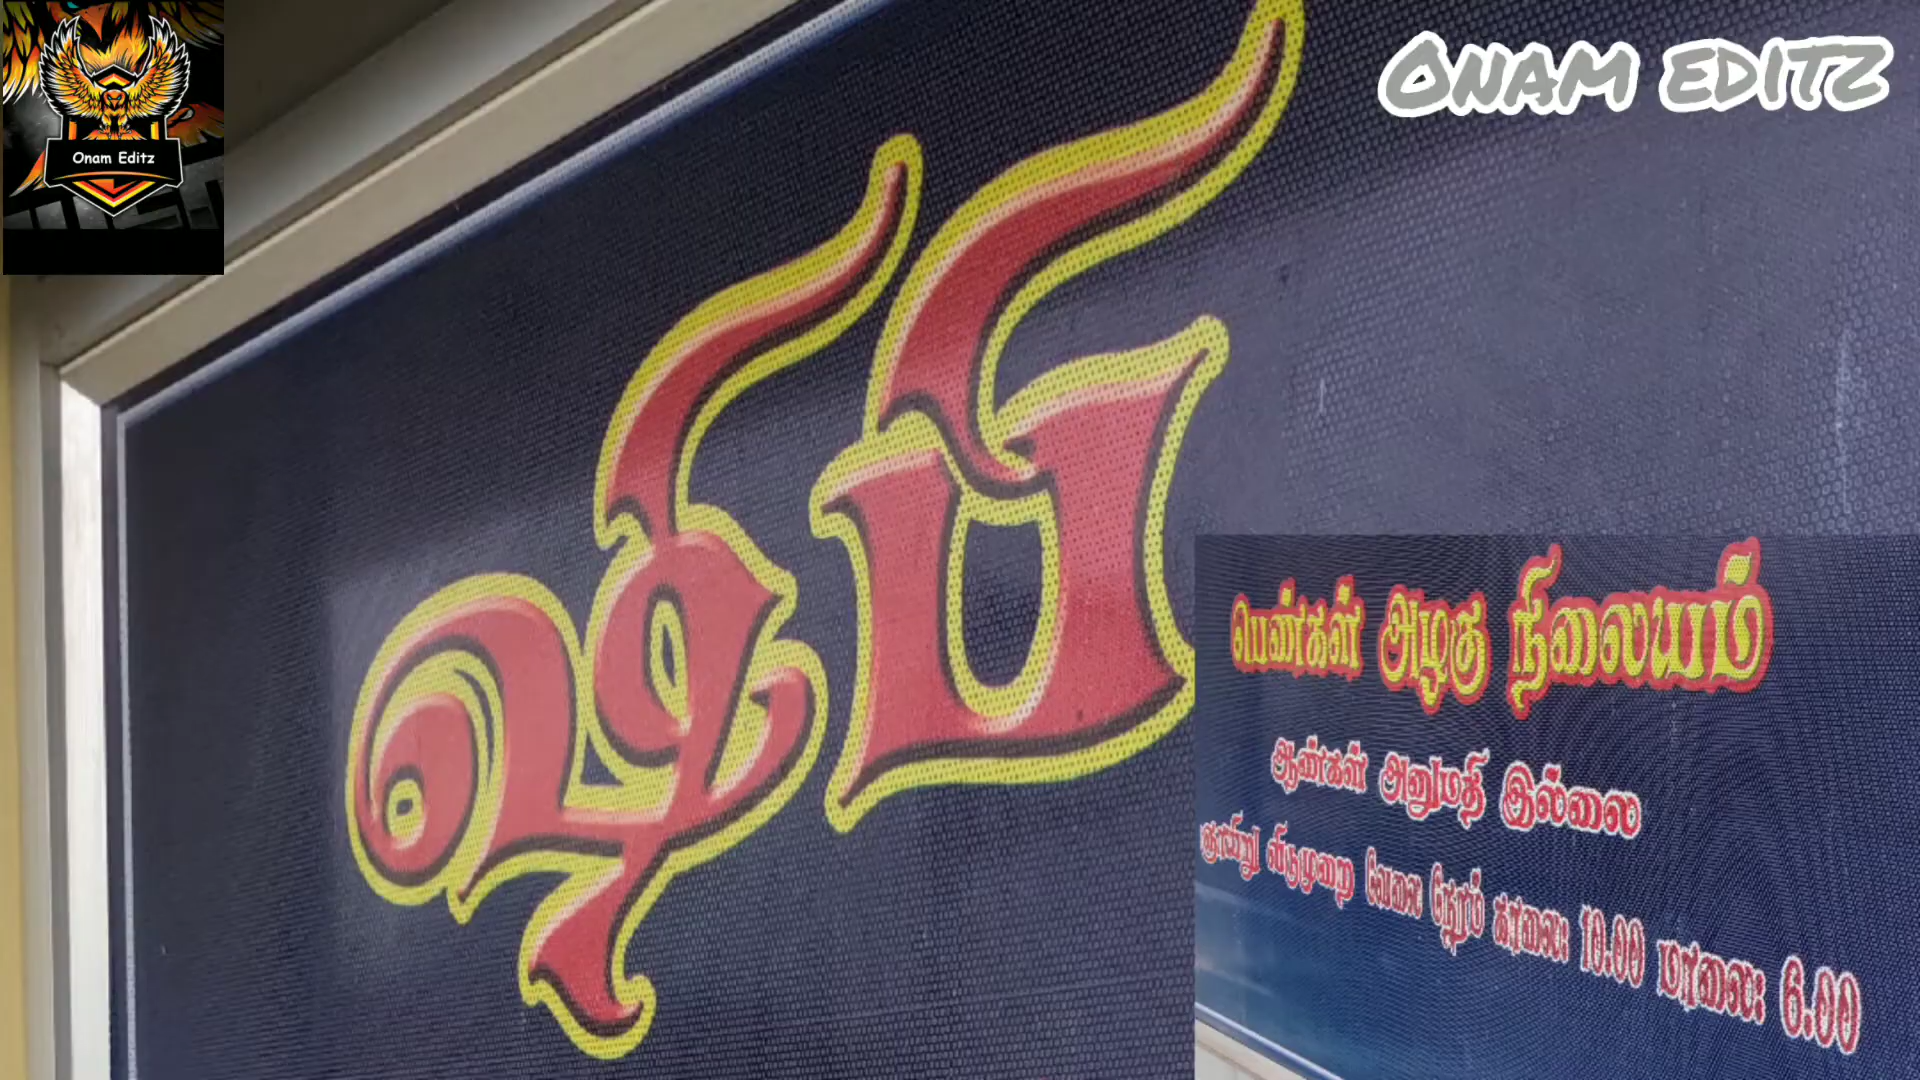 Onam Editz
ONAM EDITZ
ஷிபி
பெண்கள் அழகு நிலையம்
ஆண்கள் அனுமதி இல்லை
ஞாயிறு விடுமுறை வேலை நேரம் காலை: 10.00 மாலை: 6.00